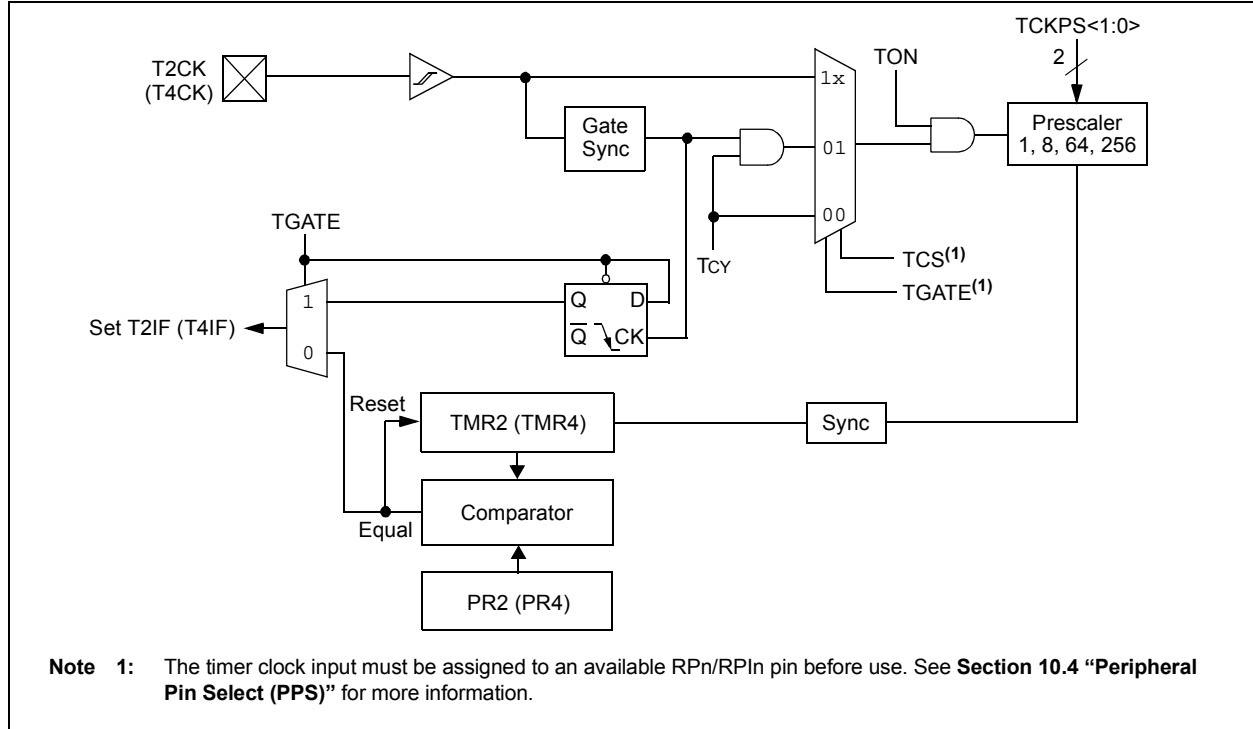 TCKPS<1:0>
2
TON
T2CK
(T4CK)
1x
Gate
Sync
Prescaler
1, 8, 64, 256
01
00
TGATE
TCY
TCS(1)
TGATE(1)
1
Q
D
Set T2IF (T4IF)
Q
CK
0
Reset
TMR2 (TMR4)
Sync
Equal
Comparator
PR2 (PR4)
Note 1: The timer clock input must be assigned to an available RPn/RPIn pin before use. See Section 10.4 “Peripheral
Pin Select (PPS)” for more information.